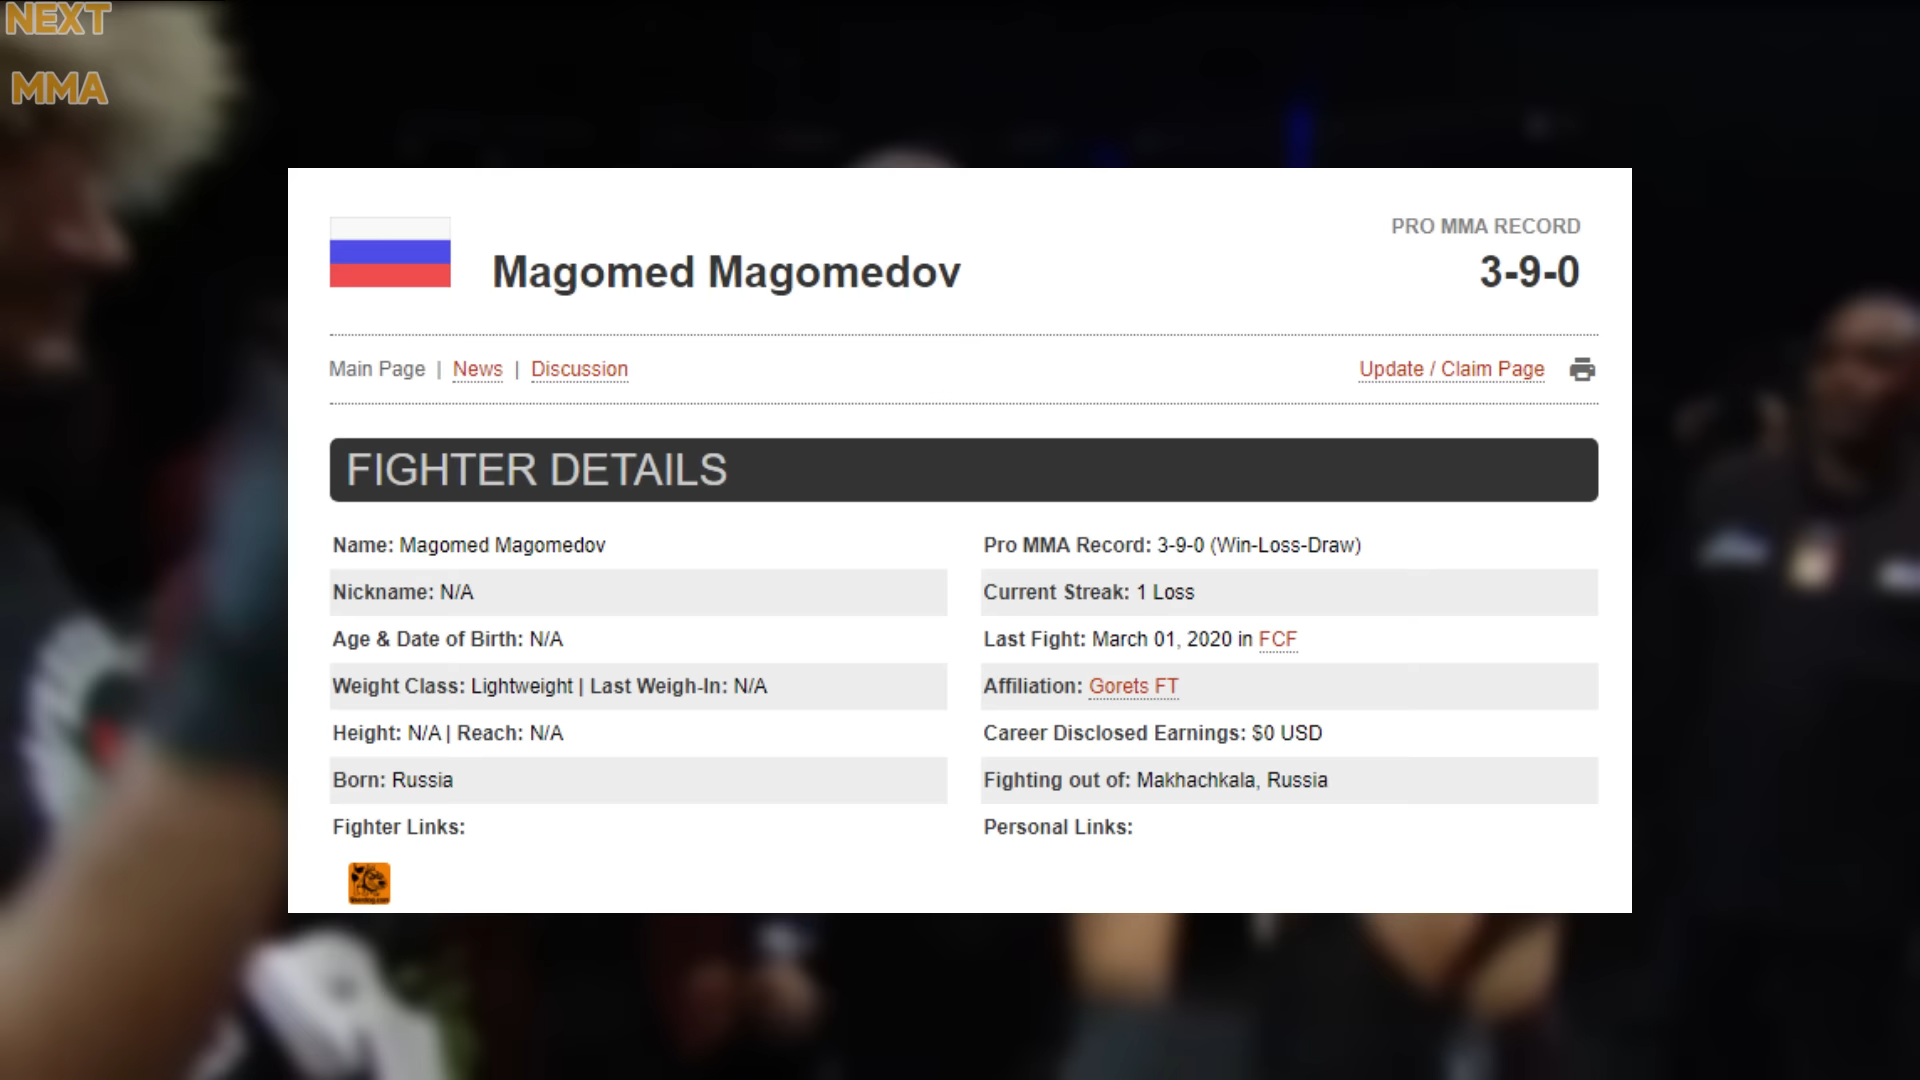 NEXT
MMA
PRO MMA RECORD
Magomed Magomedov 3-9-0
Main Page | News | Discussion Update / Claim Page
FIGHTER DETAILS
Name: Magomed Magomedov Pro MMA Record: 3-9-0 (Win-Loss-Draw)
Nickname: N/A Current Streak: 1 Loss
Age & Date of Birth: N/A Last Fight: March 01, 2020 in FCF
Weight Class: Lightweight | Last Weigh-In: N/A Affiliation: Gorets FT
Height: N/A | Reach: N/A Career Disclosed Earnings: $0 USD
Born: Russia Fighting out of: Makhachkala, Russia
Fighter Links: Personal Links: